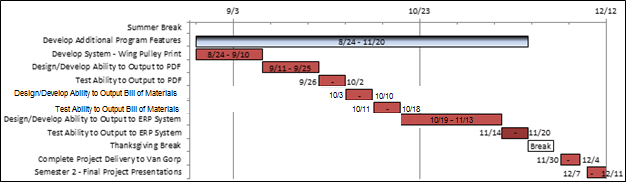 9/3 10/23 12/12
Summer Break
Develop Additional Program Features 8/24 - 11/20
Develop System - Wing Pulley Print 8/24 - 9/10
Design/Develop Ability to Output to PDF 9/11 - 9/25
Test Ability to Output to PDF 9/26 - 10/2
Design/Develop Ability to Output Bill of Materials 10/3 - 10/10
Test Ability to Output Bill of Materials 10/11 - 10/18
Design/Develop Ability to Output to ERP System 10/19 - 11/13
Test Ability to Output to ERP System 11/14 - 11/20
Thanksgiving Break Break
Complete Project Delivery to Van Gorp 11/30 - 12/4
Semester 2 - Final Project Presentations 12/7 - 12/11